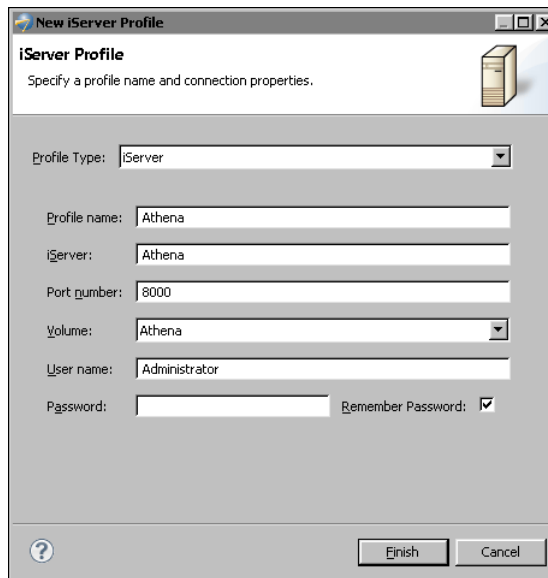 New iServer Profile
iServer Profile
Specify a profile name and connection properties.
Profile Type: iServer
Profile name: Athena
iServer: Athena
Port number: 8000
Volume: Athena
User name: Administrator
Password: Remember Password:
? Finish Cancel